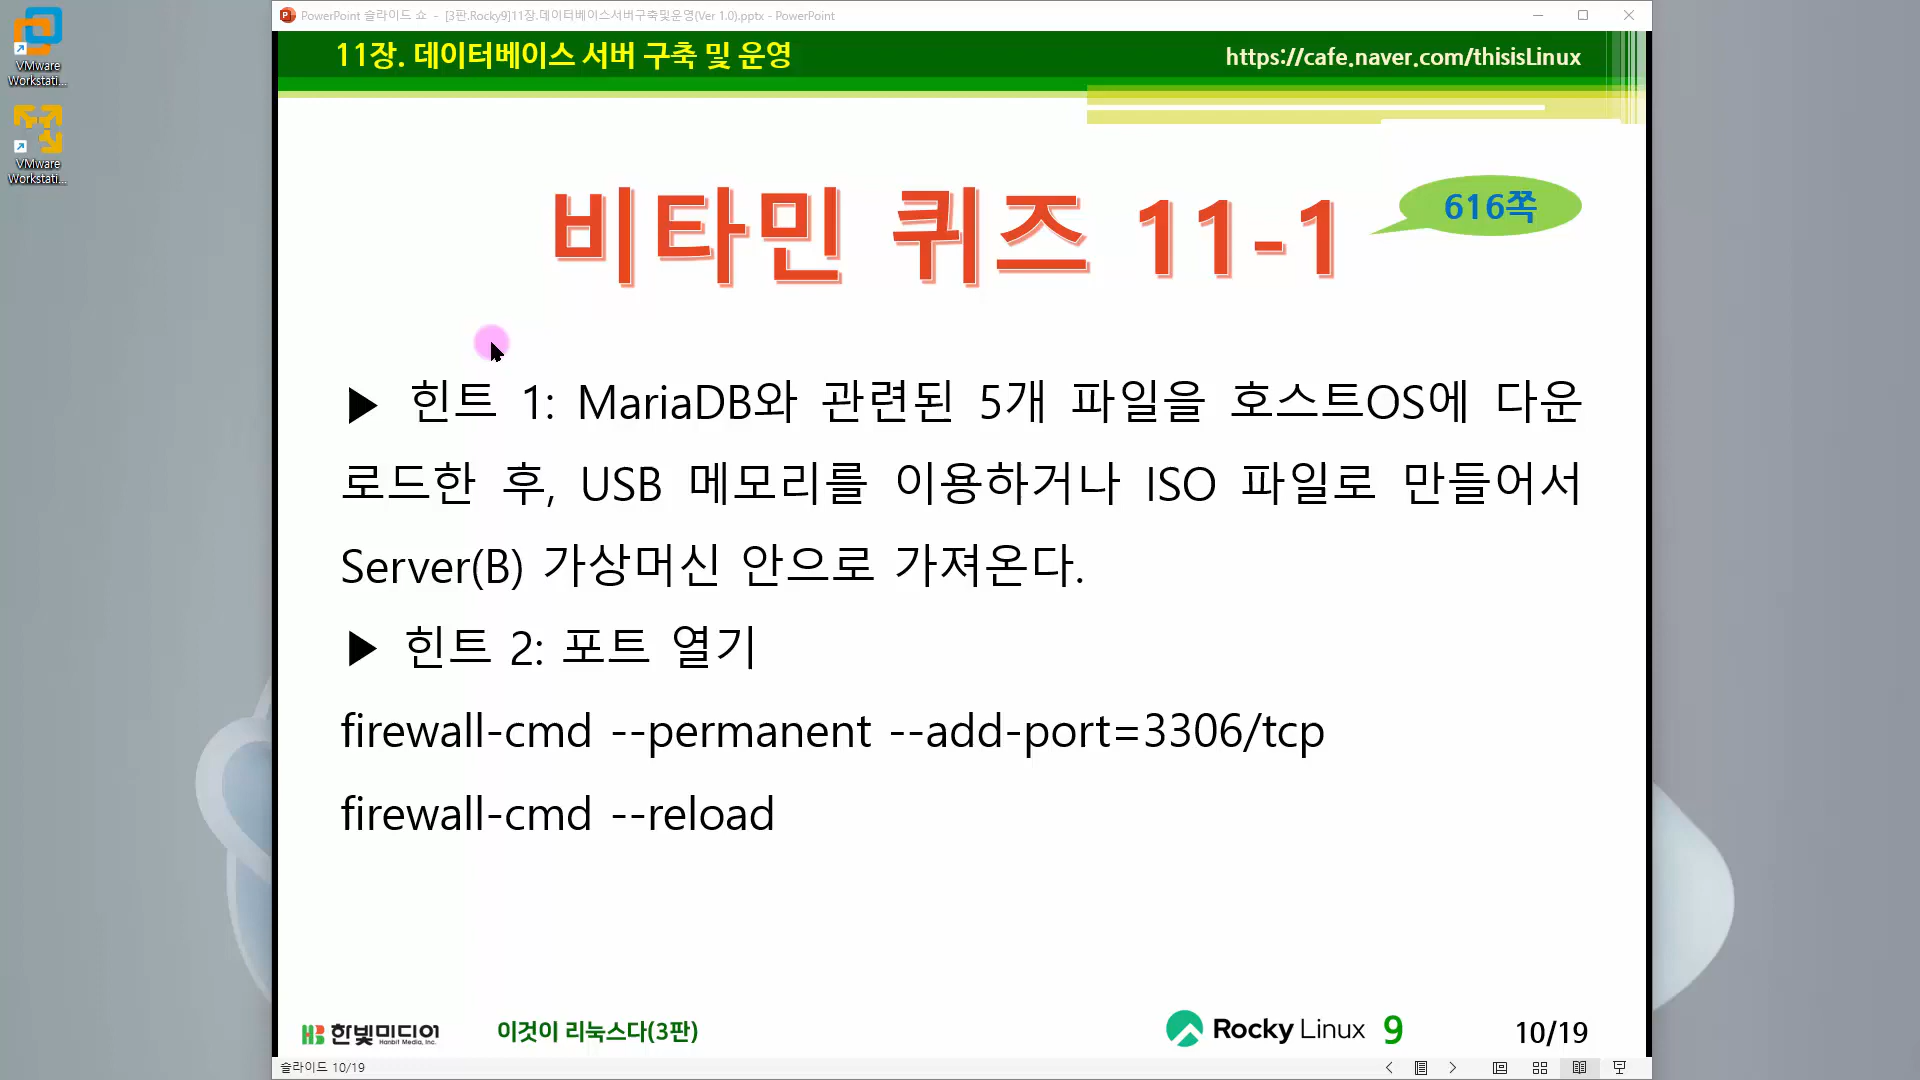 VMware
Workstati...
VMware
Workstati...
PowerPoint 슬라이드 쇼 - [3판.Rocky9]11장.데이터베이스서버구축및운영(Ver 1.0).pptx - PowerPoint
11장. 데이터베이스 서버 구축 및 운영
https://cafe.naver.com/thisisLinux
비타민 퀴즈 11-1
616쪽
▶ 힌트 1: MariaDB와 관련된 5개 파일을 호스트OS에 다운
로드한 후, USB 메모리를 이용하거나 ISO 파일로 만들어서
Server(B) 가상머신 안으로 가져온다.
▶ 힌트 2: 포트 열기
firewall-cmd --permanent --add-port=3306/tcp
firewall-cmd --reload
한빛미디어
Hanbit Media, Inc.
이것이 리눅스다(3판)
Rocky Linux 9
10/19
슬라이드 10/19